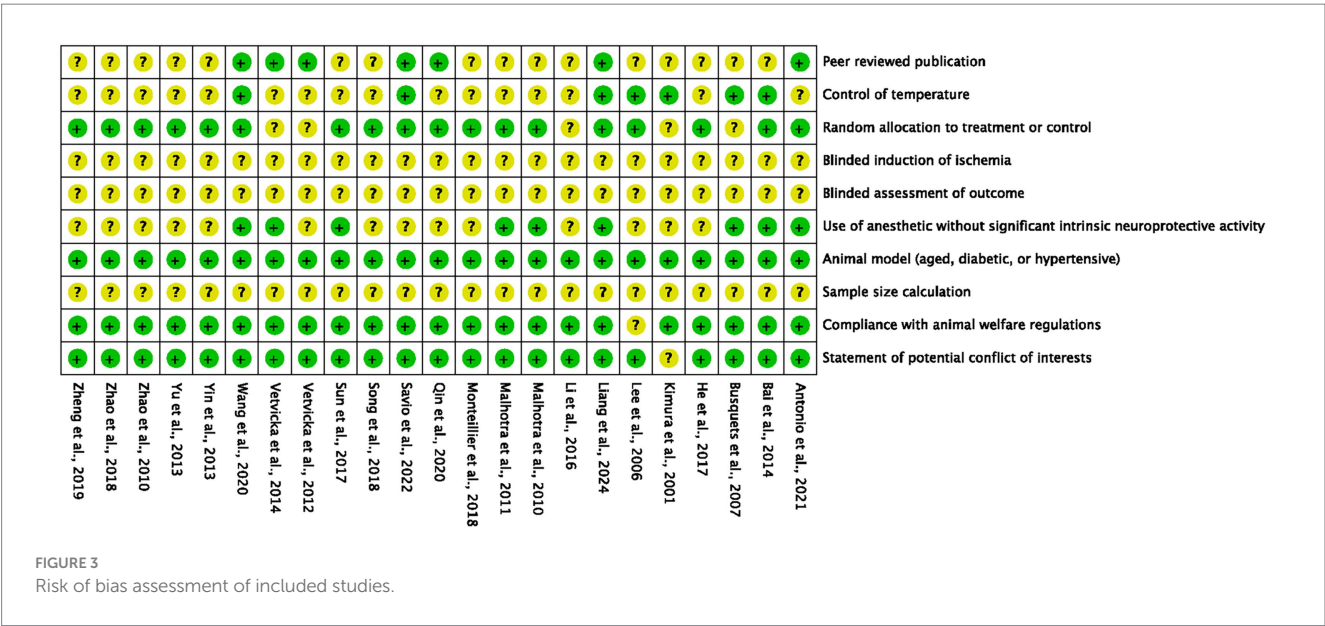 ? ? ? ? ? + + + ? ? + + ? ? ? ? + ? ? ? ? ? + Peer reviewed publication
? ? ? ? ? + ? ? ? ? + ? ? ? ? ? + + + ? + + ? Control of temperature
+ + + + + + ? ? + + + + + + + ? + + ? + ? + + Random allocation to treatment or control
? ? ? ? ? ? ? ? ? ? ? ? ? ? ? ? ? ? ? ? ? ? ? Blinded induction of ischemia
? ? ? ? ? ? ? ? ? ? ? ? ? ? ? ? ? ? ? ? ? ? ? Blinded assessment of outcome
? ? ? ? ? + + ? + ? ? ? ? + + ? + ? ? ? + + + Use of anesthetic without significant intrinsic neuroprotective activity
+ + + + + + + + + + + + + + + + + + + + + + + Animal model (aged, diabetic, or hypertensive)
? ? ? ? ? ? ? ? ? ? ? ? ? ? ? ? ? ? ? ? ? ? ? Sample size calculation
+ + + + + + + + + + + + + + + + + ? + + + + + Compliance with animal welfare regulations
+ + + + + + + + + + + + + + + + + + ? + + + + Statement of potential conflict of interests
Zheng et al., 2019
Zhao et al., 2018
Zhao et al., 2010
Yu et al., 2013
Yin et al., 2013
Wang et al., 2020
Vetvicka et al., 2014
Vetvicka et al., 2012
Sun et al., 2017
Song et al., 2018
Savio et al., 2022
Qin et al., 2020
Monteillier et al., 2018
Malhotra et al., 2011
Malhotra et al., 2010
Li et al., 2016
Liang et al., 2024
Lee et al., 2006
Kimura et al., 2001
He et al., 2017
Busquets et al., 2007
Bai et al., 2014
Antonio et al., 2021
FIGURE 3
Risk of bias assessment of included studies.